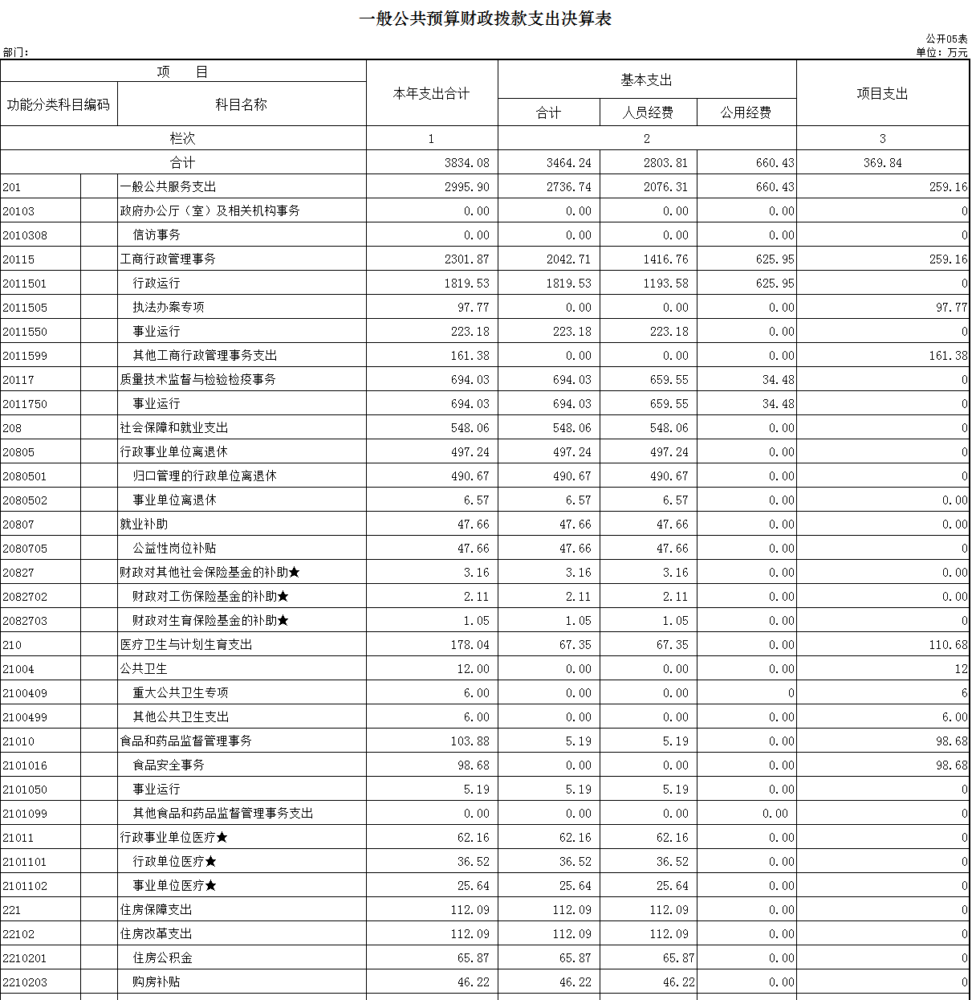 一般公共预算财政拨款支出决算表
公开05表
部门： 单位：万元
项 目 本年支出合计 基本支出 项目支出
功能分类科目编码 科目名称 合计 人员经费 公用经费
栏次 1 2 3
合计 3834.08 3464.24 2803.81 660.43 369.84
201 一般公共服务支出 2995.90 2736.74 2076.31 660.43 259.16
20103 政府办公厅（室）及相关机构事务 0.00 0.00 0.00 0.00 0
2010308 信访事务 0.00 0.00 0.00 0.00 0
20115 工商行政管理事务 2301.87 2042.71 1416.76 625.95 259.16
2011501 行政运行 1819.53 1819.53 1193.58 625.95 0
2011505 执法办案专项 97.77 0.00 0.00 0.00 97.77
2011550 事业运行 223.18 223.18 223.18 0.00 0
2011599 其他工商行政管理事务支出 161.38 0.00 0.00 0.00 161.38
20117 质量技术监督与检验检疫事务 694.03 694.03 659.55 34.48 0
2011750 事业运行 694.03 694.03 659.55 34.48 0
208 社会保障和就业支出 548.06 548.06 548.06 0.00 0
20805 行政事业单位离退休 497.24 497.24 497.24 0.00 0
2080501 归口管理的行政单位离退休 490.67 490.67 490.67 0.00 0
2080502 事业单位离退休 6.57 6.57 6.57 0.00 0.00
20807 就业补助 47.66 47.66 47.66 0.00 0.00
2080705 公益性岗位补贴 47.66 47.66 47.66 0.00 0
20827 财政对其他社会保险基金的补助★ 3.16 3.16 3.16 0.00 0.00
2082702 财政对工伤保险基金的补助★ 2.11 2.11 2.11 0.00 0.00
2082703 财政对生育保险基金的补助★ 1.05 1.05 1.05 0.00 0
210 医疗卫生与计划生育支出 178.04 67.35 67.35 0.00 110.68
21004 公共卫生 12.00 0.00 0.00 0.00 12
2100409 重大公共卫生专项 6.00 0.00 0.00 0 6
2100499 其他公共卫生支出 6.00 0.00 0.00 0.00 6.00
21010 食品和药品监督管理事务 103.88 5.19 5.19 0.00 98.68
2101016 食品安全事务 98.68 0.00 0.00 0.00 98.68
2101050 事业运行 5.19 5.19 5.19 0.00 0
2101099 其他食品和药品监督管理事务支出 0.00 0.00 0.00 0.00 0
21011 行政事业单位医疗★ 62.16 62.16 62.16 0.00 0
2101101 行政单位医疗★ 36.52 36.52 36.52 0.00 0
2101102 事业单位医疗★ 25.64 25.64 25.64 0.00 0
221 住房保障支出 112.09 112.09 112.09 0.00 0
22102 住房改革支出 112.09 112.09 112.09 0.00 0
2210201 住房公积金 65.87 65.87 65.87 0.00 0
2210203 购房补贴 46.22 46.22 46.22 0.00 0